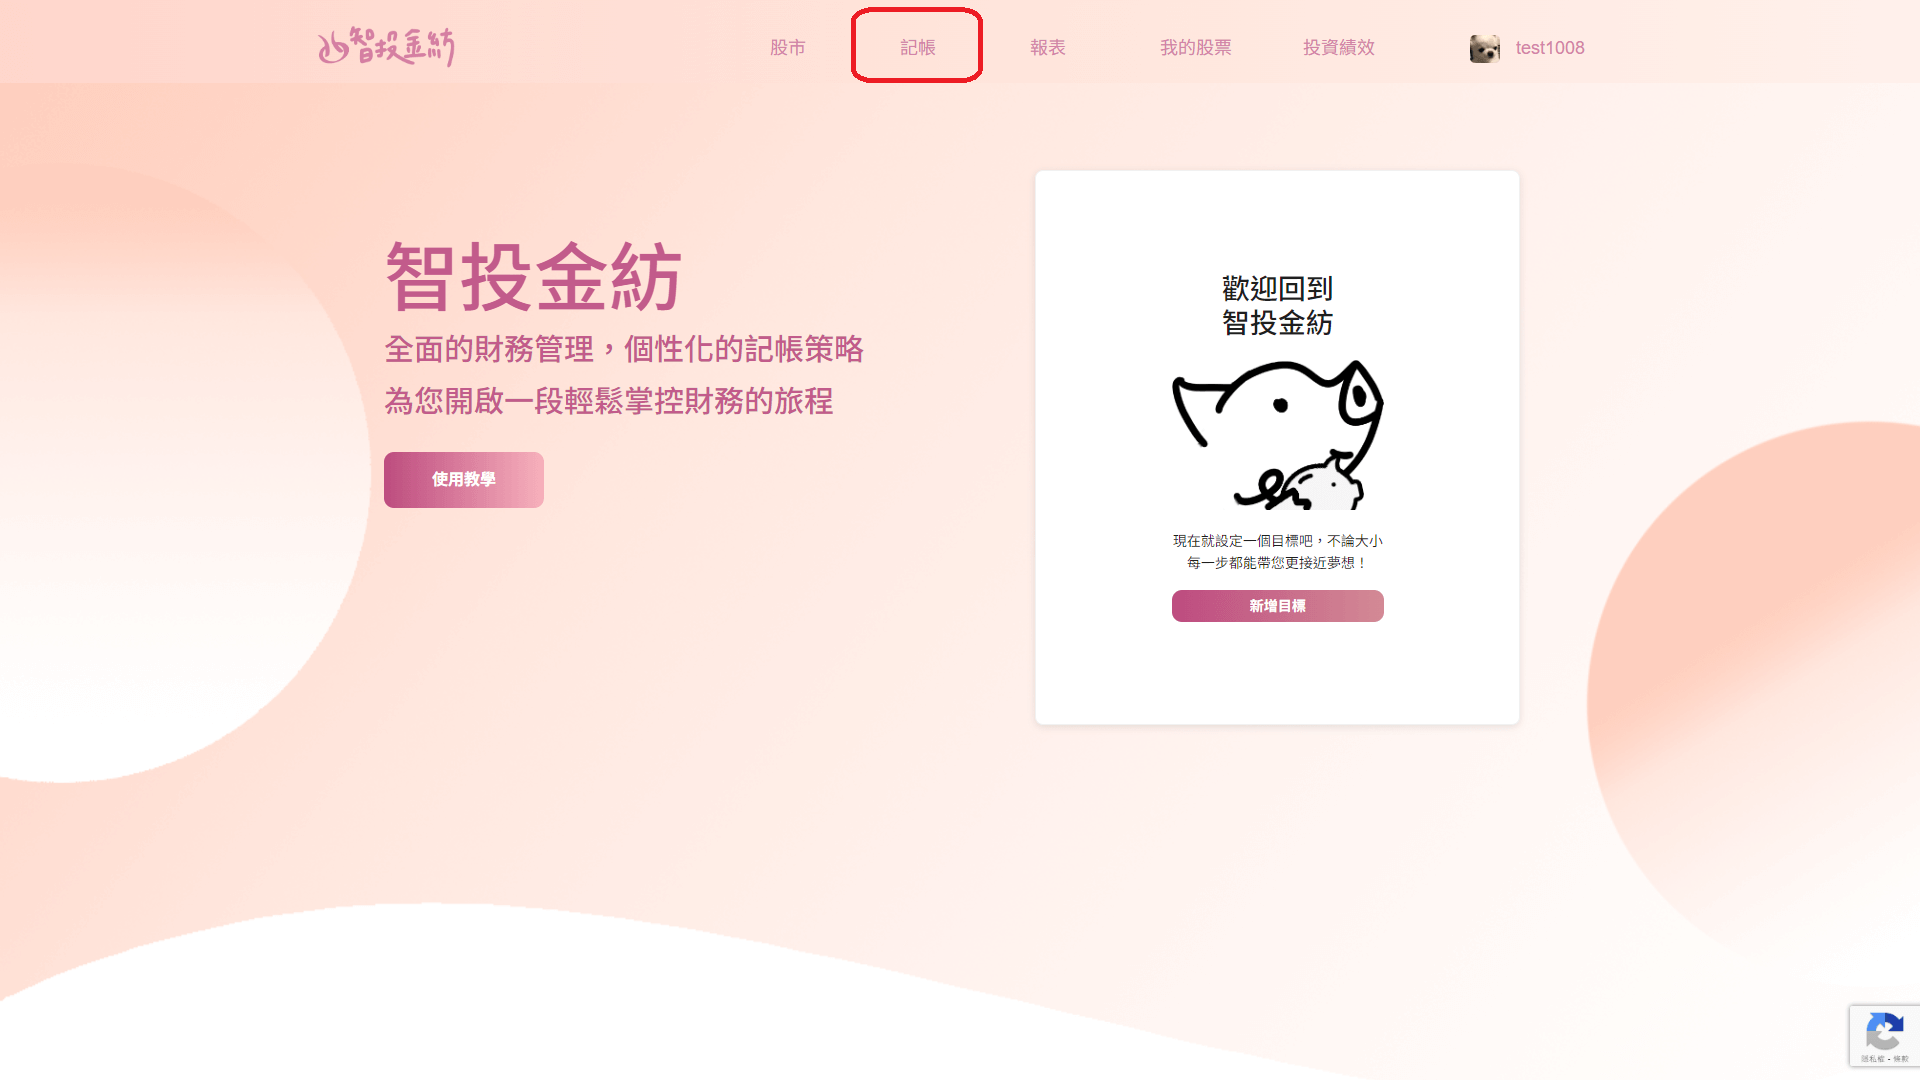 智投金紡
股市
記帳
報表
我的股票
投資績效
test1008
智投金紡
全面的財務管理，個性化的記帳策略
為您開啟一段輕鬆掌控財務的旅程
使用教學
歡迎回到
智投金紡
現在就設定一個目標吧，不論大小
每一步都能帶您更接近夢想！
新增目標
隱私權 - 條款